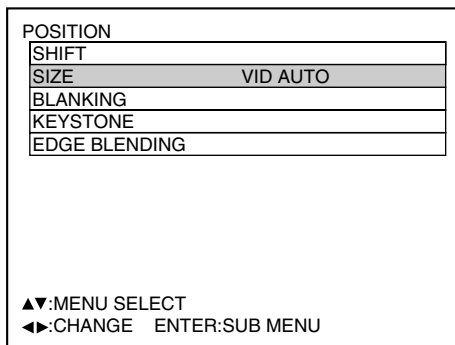 POSITION
SHIFT
SIZE VID AUTO
BLANKING
KEYSTONE
EDGE BLENDING
▲▼:MENU SELECT
◀▶:CHANGE ENTER:SUB MENU